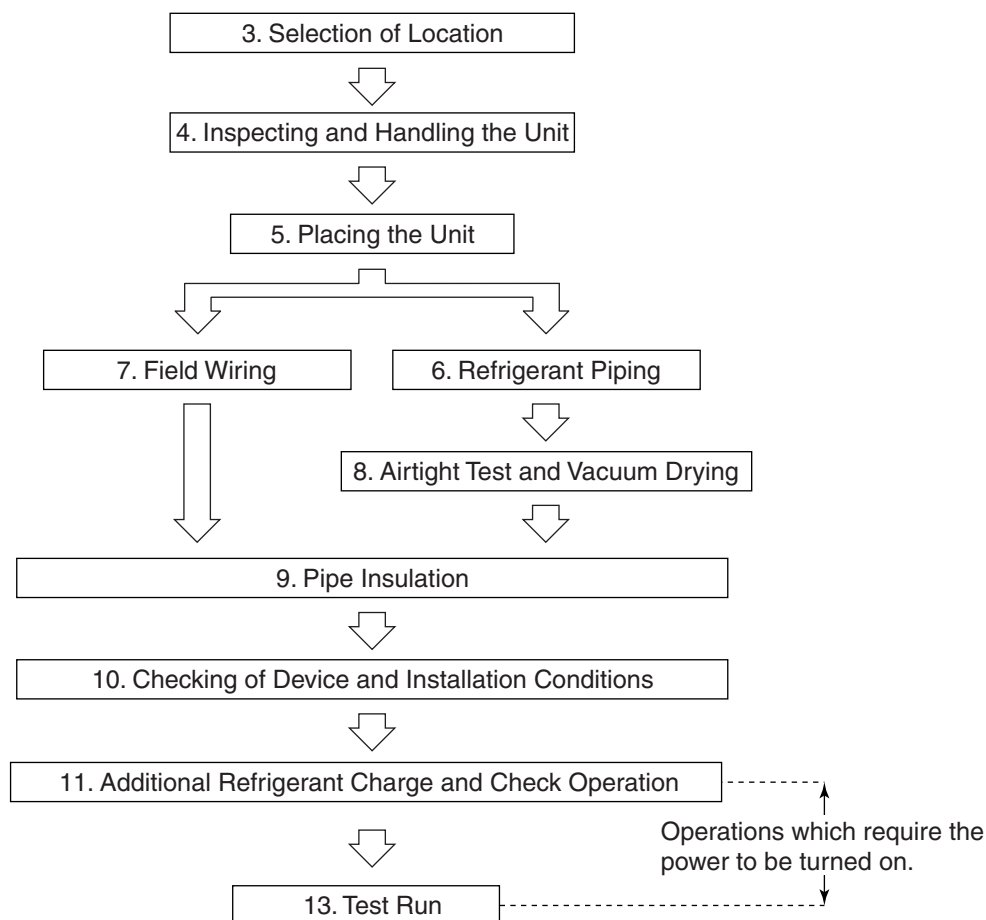 3. Selection of Location
4. Inspecting and Handling the Unit
5. Placing the Unit
7. Field Wiring
6. Refrigerant Piping
8. Airtight Test and Vacuum Drying
9. Pipe Insulation
10. Checking of Device and Installation Conditions
11. Additional Refrigerant Charge and Check Operation
Operations which require the
power to be turned on.
13. Test Run